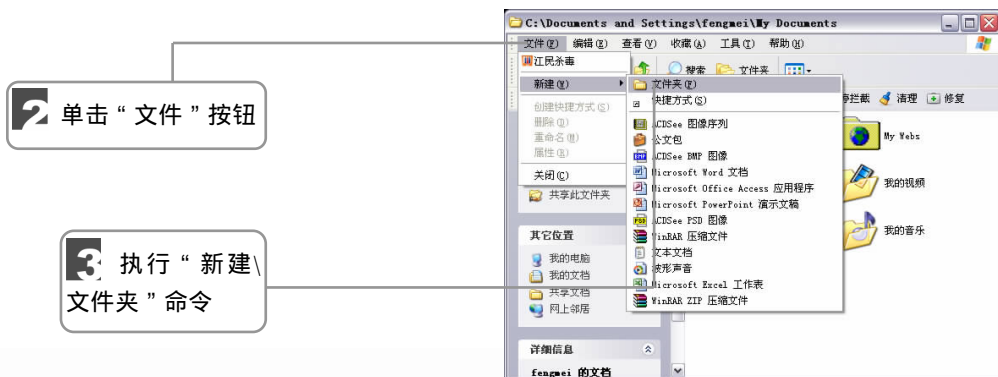 C:\Documents and Settings\fengmei\My Documents
文件(F) 编辑(E) 查看(V) 收藏(A) 工具(T) 帮助(H)
江民杀毒
搜索 文件夹
新建(W)
文件夹(F)
快捷方式(S)
创建快捷方式(S)
删除(D)
重命名(M)
属性(R)
关闭(C)
ACDSee 图像序列
公文包
ACDSee BMP 图像
Microsoft Word 文档
Microsoft Office Access 应用程序
Microsoft PowerPoint 演示文稿
ACDSee PSD 图像
WinRAR 压缩文件
文本文档
波形声音
Microsoft Excel 工作表
WinRAR ZIP 压缩文件
拦截 清理 修复
My Webs
我的视频
我的音乐
共享此文件夹
其它位置
我的电脑
我的文档
共享文档
网上邻居
详细信息
fengmei 的文档
2 单击“文件”按钮
3 执行“新建\
文件夹”命令